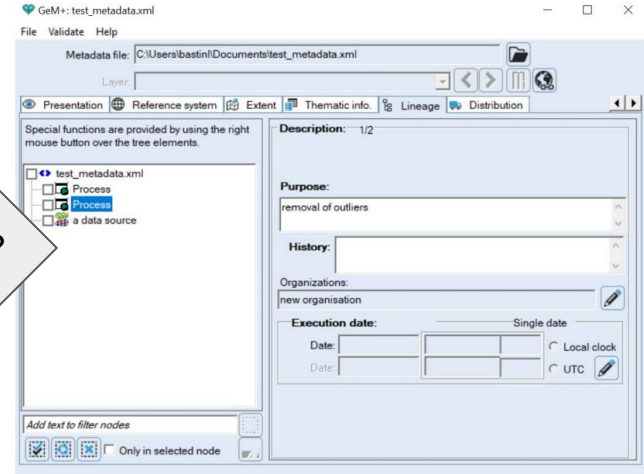 GeM+: test_metadata.xml
File Validate Help
Metadata file: C:\Users\bastinl\Documents\test_metadata.xml
Layer:
Presentation Reference system Extent Thematic info. Lineage Distribution
Special functions are provided by using the right
mouse button over the tree elements.
test_metadata.xml
Process
Process
a data source
Add text to filter nodes
Only in selected node
Description: 1/2
Purpose:
removal of outliers
History:
Organizations:
new organisation
Execution date: Single date
Date: Local clock
Date: UTC
?